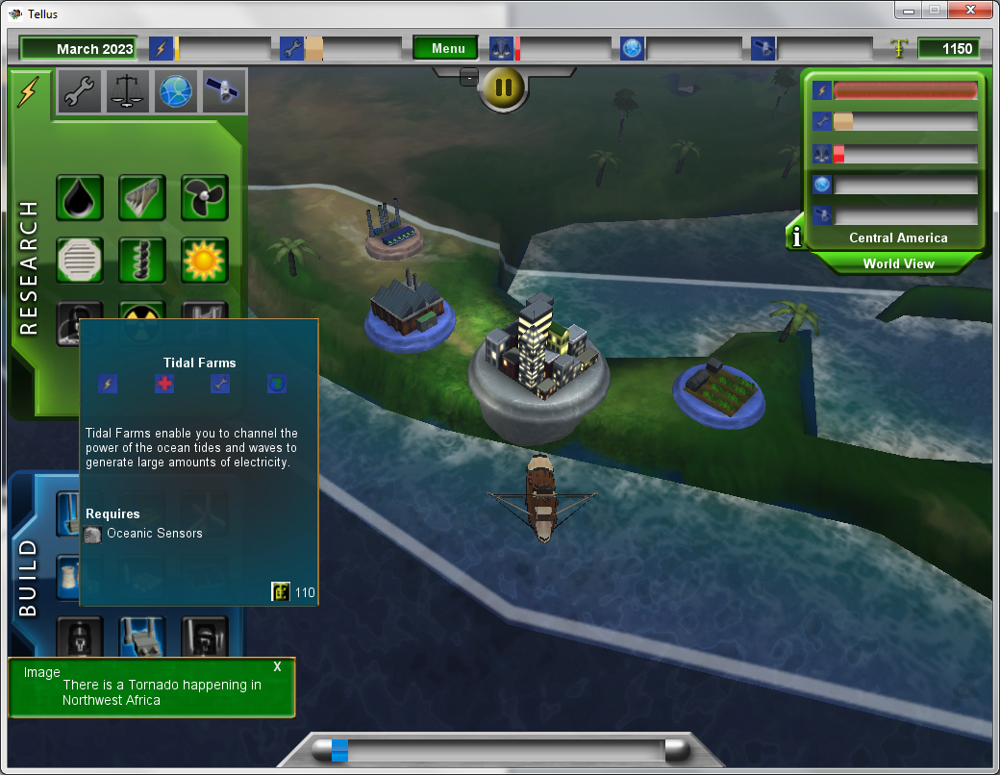 Tellus
March 2023
Menu
1150
RESEARCH
Central America
World View
i
Tidal Farms
Tidal Farms enable you to channel the
power of the ocean tides and waves to
generate large amounts of electricity.
Requires
Oceanic Sensors
110
BUILD
Image
X
There is a Tornado happening in
Northwest Africa